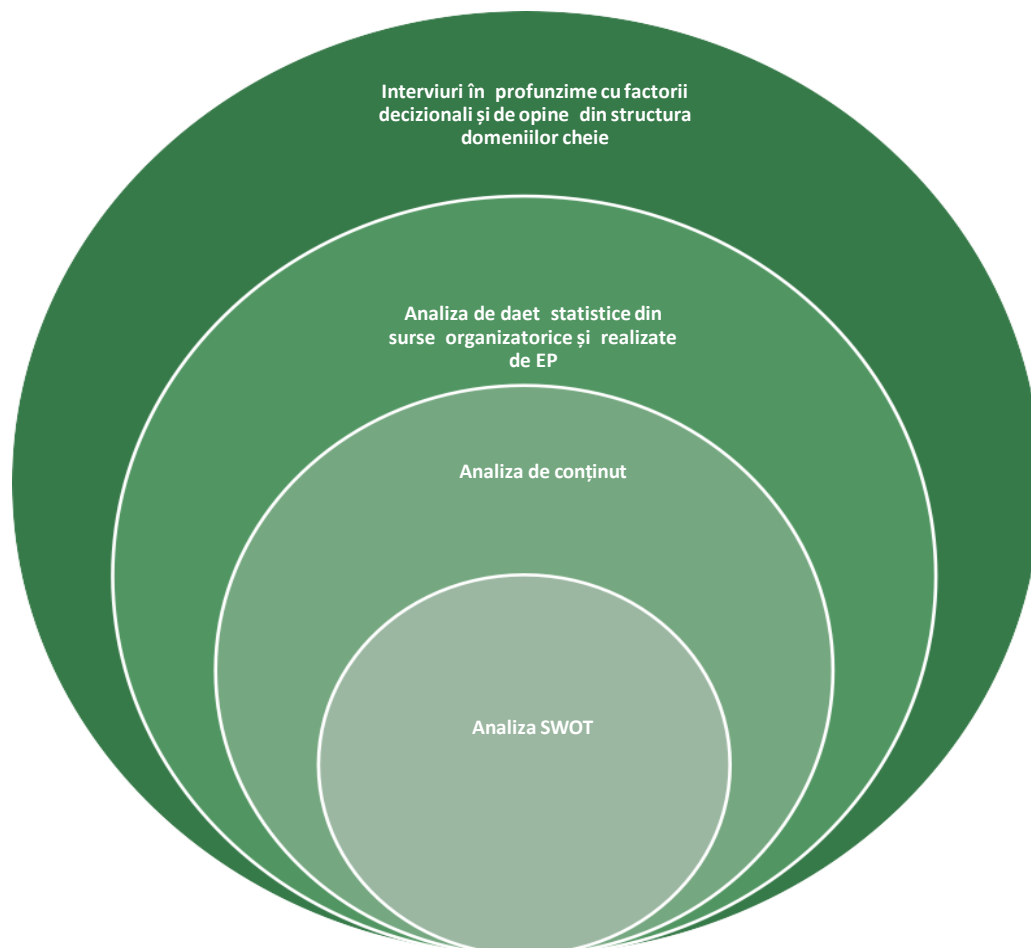 Interviuri în profunzime cu factorii
decizionali și de opine din structura
domeniilor cheie
Analiza de daet statistice din
surse organizatorice și realizate
de EP
Analiza de conținut
Analiza SWOT